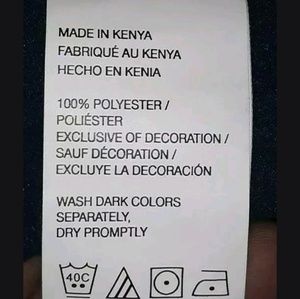 MADE IN KENYA
FABRIQUÉ AU KENYA
HECHO EN KENIA
100% POLYESTER /
POLIÉSTER
EXCLUSIVE OF DECORATION /
SAUF DÉCORATION /
EXCLUYE LA DECORACIÓN
WASH DARK COLORS
SEPARATELY,
DRY PROMPTLY
40C